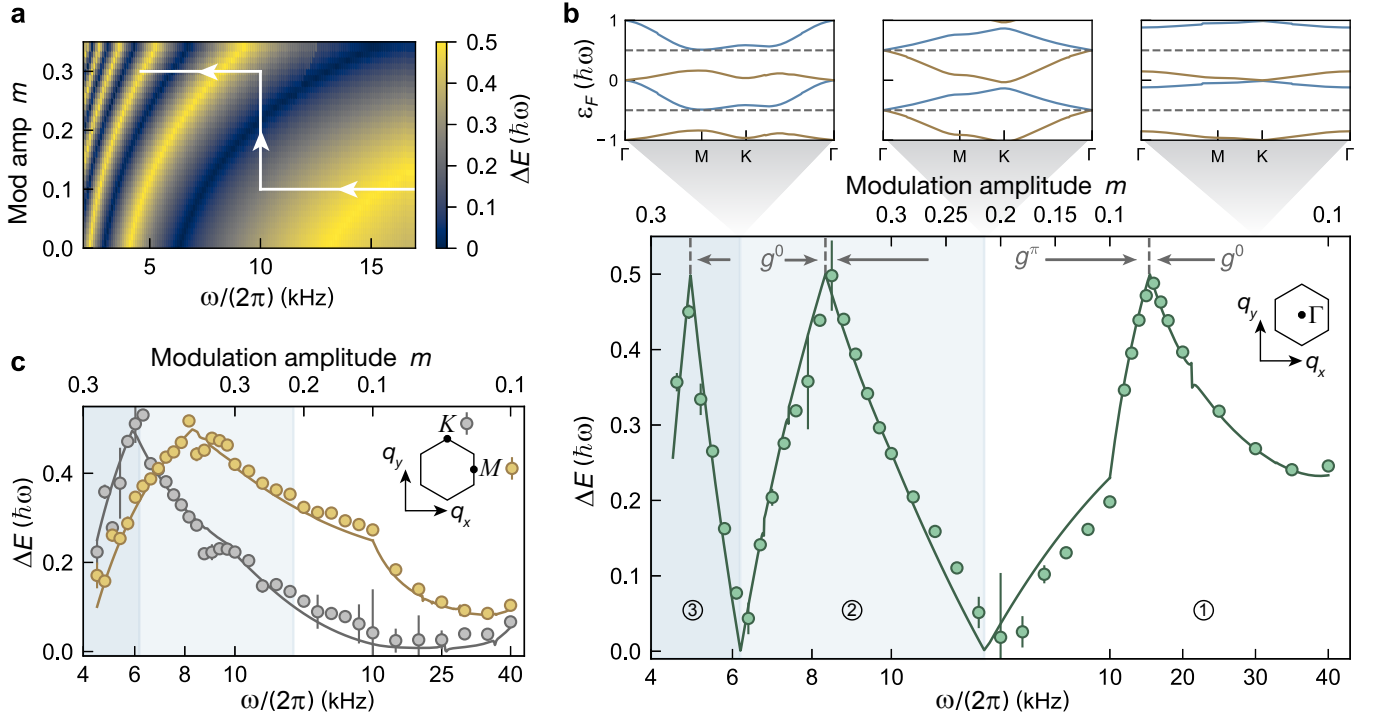 a
Mod amp m
0.3
0.2
0.1
0.0
5
10
15
ω/(2π) (kHz)
0.5
0.4
0.3
0.2
0.1
0
ΔE (ħω)
b
ε_F (ħω)
1
0
−1
Γ M K Γ
Γ M K Γ
Γ M K Γ
Modulation amplitude m
0.3 0.3 0.25 0.2 0.15 0.1 0.1
g⁰ g^π g⁰
ΔE (ħω)
0.5
0.4
0.3
0.2
0.1
0.0
q_y
Γ
q_x
③ ② ①
4 6 8 10 10 20 30 40
ω/(2π) (kHz)
c
Modulation amplitude m
0.3 0.3 0.2 0.1 0.1
ΔE (ħω)
0.4
0.2
0.0
K
q_y
M
q_x
4 6 8 10 10 25 40
ω/(2π) (kHz)